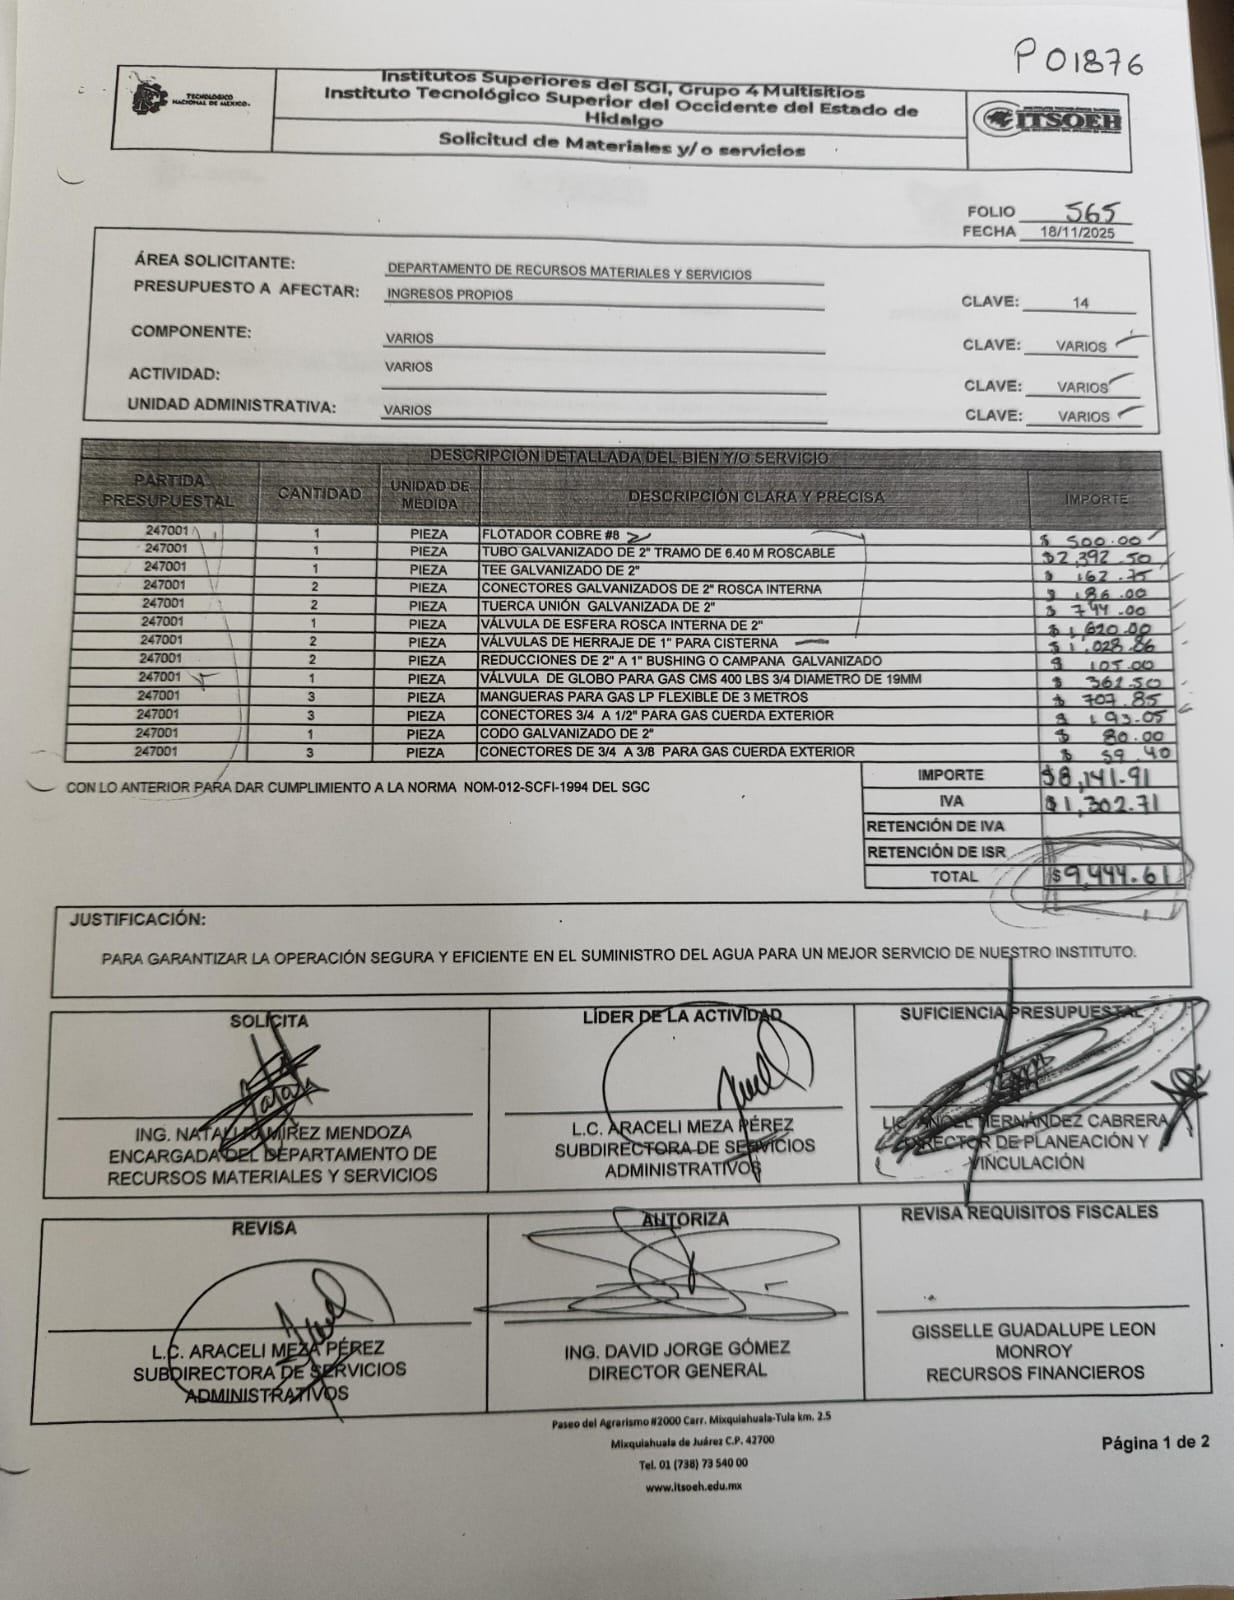 P01876
TECNOLÓGICO
NACIONAL DE MÉXICO.
Institutos Superiores del SGI, Grupo 4 Multisitios
Instituto Tecnológico Superior del Occidente del Estado de
Hidalgo
Solicitud de Materiales y/ o servicios
ITSOEH
FOLIO 565
FECHA 18/11/2025
ÁREA SOLICITANTE: DEPARTAMENTO DE RECURSOS MATERIALES Y SERVICIOS
PRESUPUESTO A AFECTAR: INGRESOS PROPIOS CLAVE: 14
COMPONENTE: VARIOS CLAVE: VARIOS
ACTIVIDAD: VARIOS CLAVE: VARIOS
UNIDAD ADMINISTRATIVA: VARIOS CLAVE: VARIOS
DESCRIPCIÓN DETALLADA DEL BIEN Y/O SERVICIO
PARTIDA PRESUPUESTAL CANTIDAD UNIDAD DE MEDIDA DESCRIPCIÓN CLARA Y PRECISA IMPORTE
247001 1 PIEZA FLOTADOR COBRE #8 $ 500.00
247001 1 PIEZA TUBO GALVANIZADO DE 2" TRAMO DE 6.40 M ROSCABLE $2,392.50
247001 1 PIEZA TEE GALVANIZADO DE 2" $ 162.75
247001 2 PIEZA CONECTORES GALVANIZADOS DE 2" ROSCA INTERNA $ 186.00
247001 2 PIEZA TUERCA UNIÓN GALVANIZADA DE 2" $ 744.00
247001 1 PIEZA VÁLVULA DE ESFERA ROSCA INTERNA DE 2" $ 1,620.00
247001 2 PIEZA VÁLVULAS DE HERRAJE DE 1" PARA CISTERNA $ 1,028.86
247001 2 PIEZA REDUCCIONES DE 2" A 1" BUSHING O CAMPANA GALVANIZADO $ 105.00
247001 1 PIEZA VÁLVULA DE GLOBO PARA GAS CMS 400 LBS 3/4 DIAMETRO DE 19MM $ 362.50
247001 3 PIEZA MANGUERAS PARA GAS LP FLEXIBLE DE 3 METROS $ 707.85
247001 3 PIEZA CONECTORES 3/4 A 1/2" PARA GAS CUERDA EXTERIOR $ 193.05
247001 1 PIEZA CODO GALVANIZADO DE 2" $ 80.00
247001 3 PIEZA CONECTORES DE 3/4 A 3/8 PARA GAS CUERDA EXTERIOR $ 59.40
CON LO ANTERIOR PARA DAR CUMPLIMIENTO A LA NORMA NOM-012-SCFI-1994 DEL SGC
IMPORTE $8,141.91
IVA $1,302.71
RETENCIÓN DE IVA
RETENCIÓN DE ISR
TOTAL $9,444.61
JUSTIFICACIÓN:
PARA GARANTIZAR LA OPERACIÓN SEGURA Y EFICIENTE EN EL SUMINISTRO DEL AGUA PARA UN MEJOR SERVICIO DE NUESTRO INSTITUTO.
SOLICITA
ING. NATALI RAMÍREZ MENDOZA
ENCARGADA DEL DEPARTAMENTO DE
RECURSOS MATERIALES Y SERVICIOS
LÍDER DE LA ACTIVIDAD
L.C. ARACELI MEZA PÉREZ
SUBDIRECTORA DE SERVICIOS
ADMINISTRATIVOS
SUFICIENCIA PRESUPUESTAL
LIC. ANGEL HERNÁNDEZ CABRERA
DIRECTOR DE PLANEACIÓN Y
VINCULACIÓN
REVISA
L.C. ARACELI MEZA PÉREZ
SUBDIRECTORA DE SERVICIOS
ADMINISTRATIVOS
AUTORIZA
ING. DAVID JORGE GÓMEZ
DIRECTOR GENERAL
REVISA REQUISITOS FISCALES
GISSELLE GUADALUPE LEON
MONROY
RECURSOS FINANCIEROS
Paseo del Agrarismo #2000 Carr. Mixquiahuala-Tula km. 2.5
Mixquiahuala de Juárez C.P. 42700
Tel. 01 (738) 73 540 00
www.itsoeh.edu.mx
Página 1 de 2